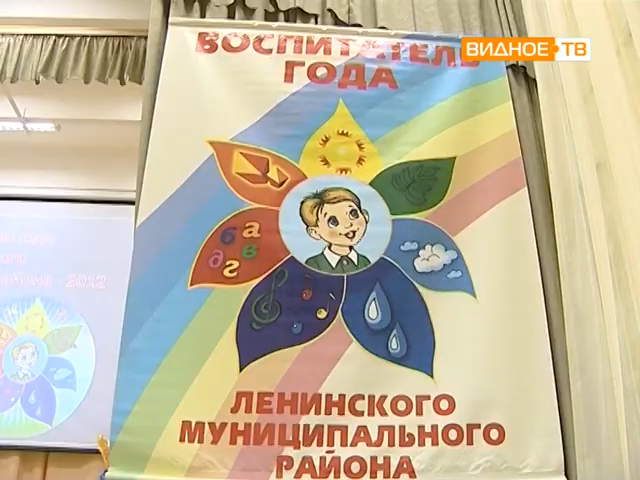 ВОСПИТАТЕЛЬ
ГОДА
ВИДНОЕ ТВ
б а
д г в
ЛЕНИНСКОГО
МУНИЦИПАЛЬНОГО
РАЙОНА
2012